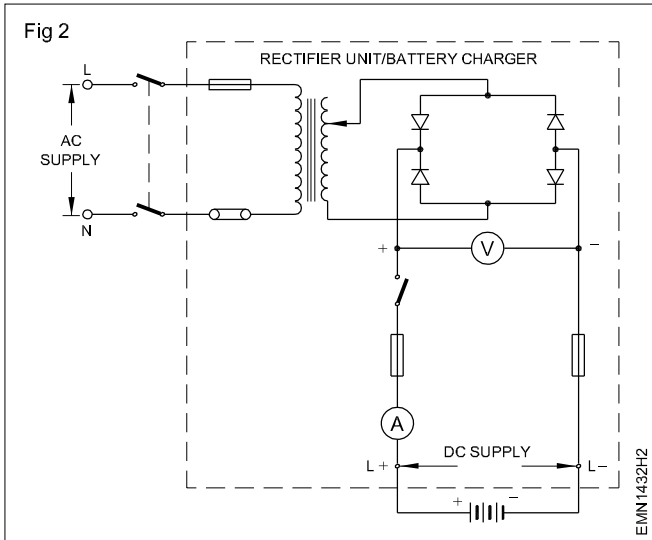 Fig 2
RECTIFIER UNIT/BATTERY CHARGER
L
AC
SUPPLY
N
+
V
-
A
DC SUPPLY
L +
L -
+
-
EMN1432H2